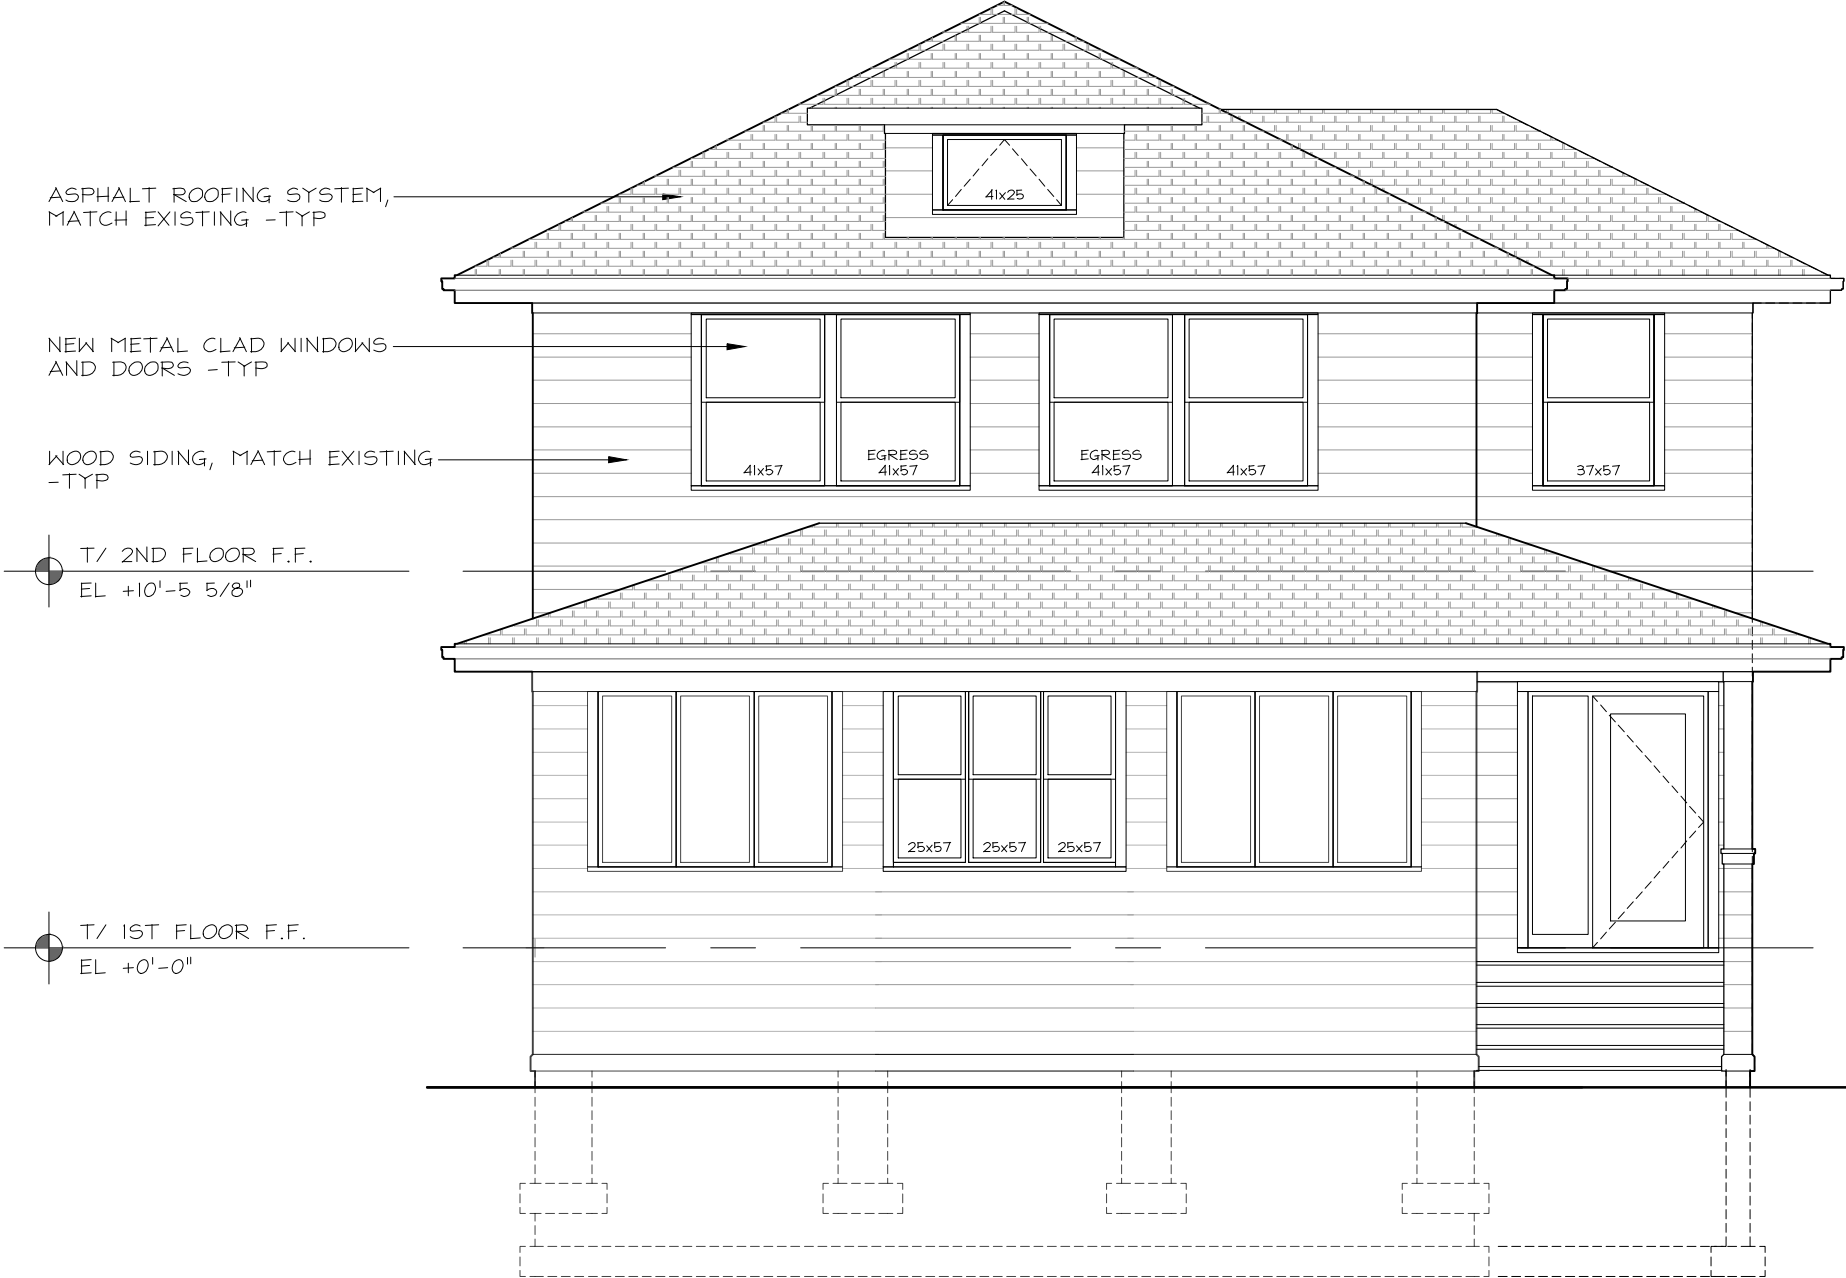 41x25
ASPHALT ROOFING SYSTEM,
MATCH EXISTING -TYP
NEW METAL CLAD WINDOWS
AND DOORS -TYP
WOOD SIDING, MATCH EXISTING
-TYP
EGRESS
EGRESS
41x57
41x57
41x57
41x57
37x57
T/ 2ND FLOOR F.F.
EL +10'-5 5/8"
25x57
25x57
25x57
T/ 1ST FLOOR F.F.
EL +0'-0"